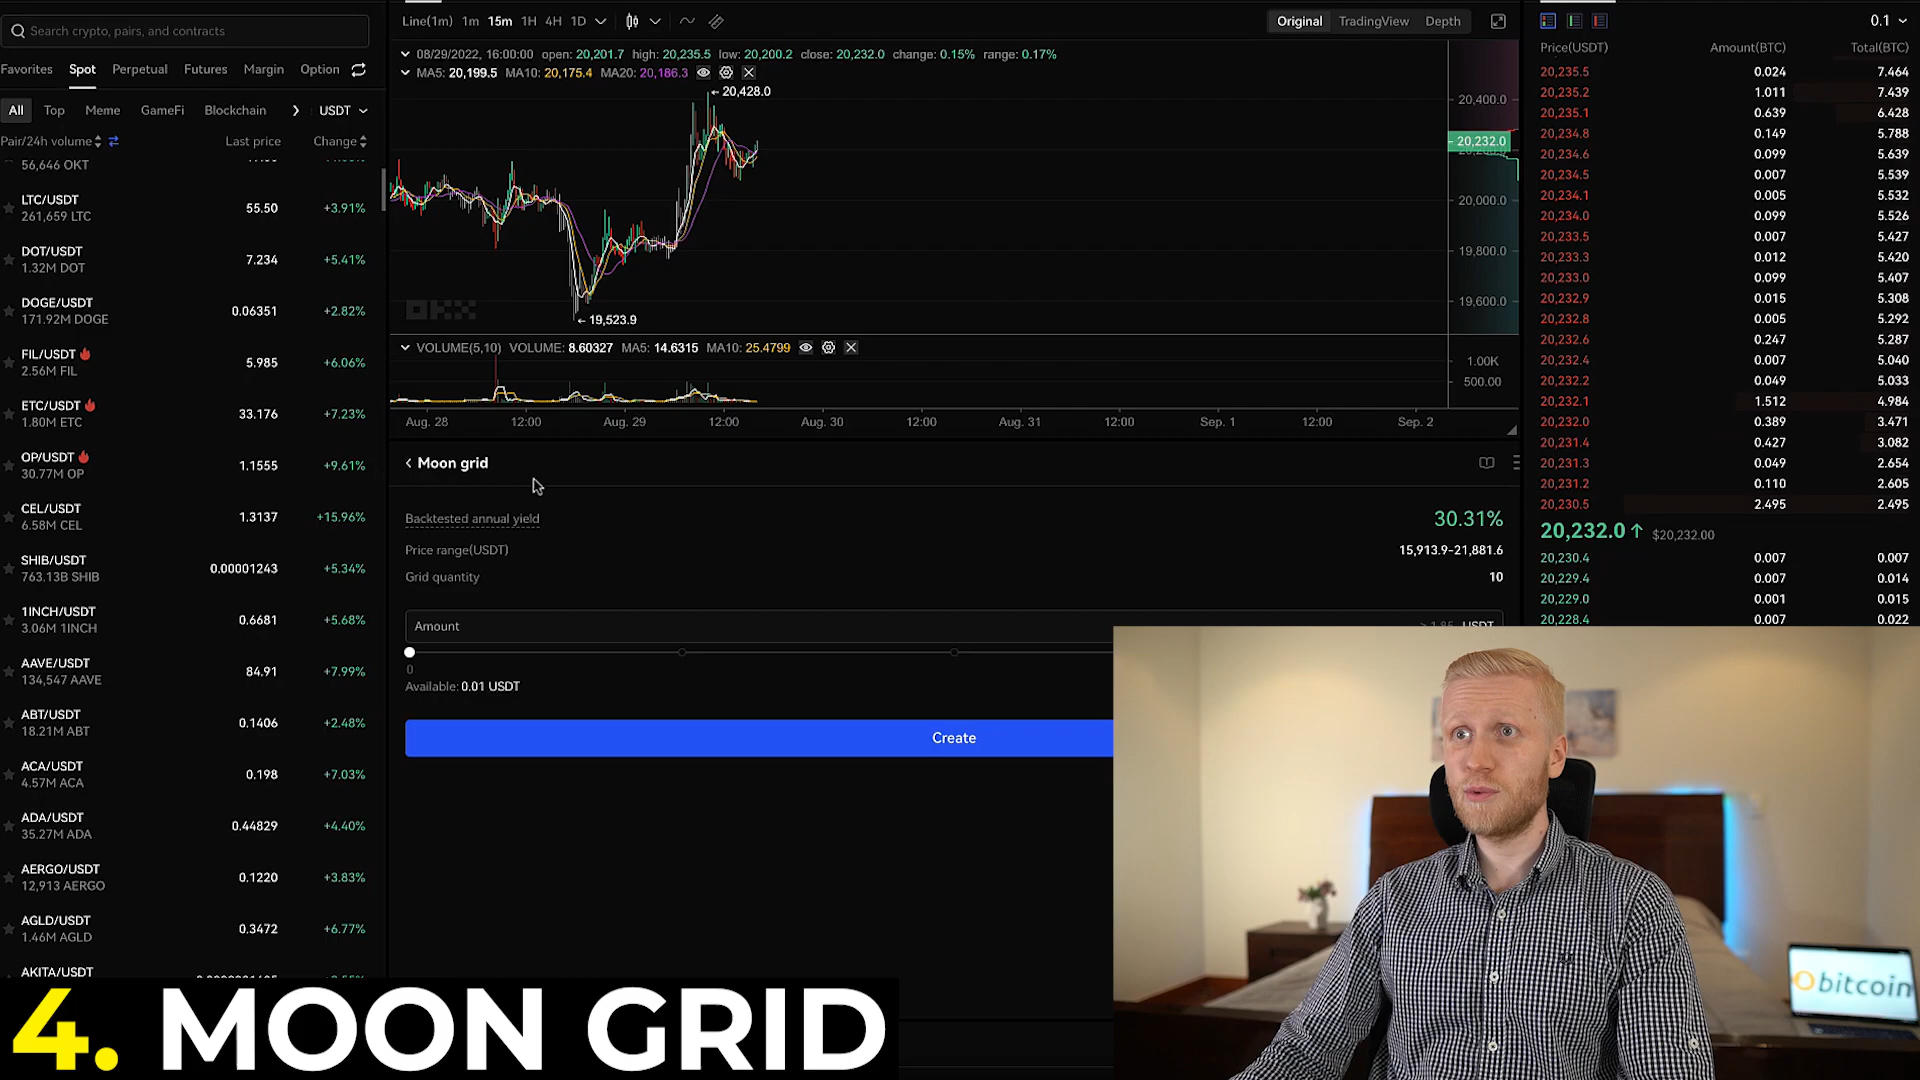 Search crypto, pairs, and contracts
Favorites Spot Perpetual Futures Margin Option
All Top Meme GameFi Blockchain USDT
Pair/24h volume Last price Change
56,646 OKT
LTC/USDT 55.50 +3.91%
261,659 LTC
DOT/USDT 7.234 +5.41%
1.32M DOT
DOGE/USDT 0.06351 +2.82%
171.92M DOGE
FIL/USDT 5.985 +6.06%
2.56M FIL
ETC/USDT 33.176 +7.23%
1.80M ETC
OP/USDT 1.1555 +9.61%
30.77M OP
CEL/USDT 1.3137 +15.96%
6.58M CEL
SHIB/USDT 0.00001243 +5.34%
763.13B SHIB
1INCH/USDT 0.6681 +5.68%
3.06M 1INCH
AAVE/USDT 84.91 +7.99%
134,547 AAVE
ABT/USDT 0.1406 +2.48%
18.21M ABT
ACA/USDT 0.198 +7.03%
4.57M ACA
ADA/USDT 0.44829 +4.40%
35.27M ADA
AERGO/USDT 0.1220 +3.83%
12,913 AERGO
AGLD/USDT 0.3472 +6.77%
1.46M AGLD
AKITA/USDT
Line(1m) 1m 15m 1H 4H 1D Original TradingView Depth
08/29/2022, 16:00:00 open: 20,201.7 high: 20,235.5 low: 20,200.2 close: 20,232.0 change: 0.15% range: 0.17%
MA5: 20,199.5 MA10: 20,175.4 MA20: 20,186.3
20,428.0
20,400.0
20,232.0
20,000.0
19,800.0
19,600.0
19,523.9
VOLUME(5,10) VOLUME: 8.60327 MA5: 14.6315 MA10: 25.4799
1.00K
500.00
Aug. 28 12:00 Aug. 29 12:00 Aug. 30 12:00 Aug. 31 12:00 Sep. 1 12:00 Sep. 2
Moon grid
Backtested annual yield 30.31%
Price range(USDT) 15,913.9-21,881.6
Grid quantity 10
Amount USDT
0
Available: 0.01 USDT
Create
0.1
Price(USDT) Amount(BTC) Total(BTC)
20,235.5 0.024 7.464
20,235.2 1.011 7.439
20,235.1 0.639 6.428
20,234.8 0.149 5.788
20,234.6 0.099 5.639
20,234.5 0.007 5.539
20,234.1 0.005 5.532
20,234.0 0.099 5.526
20,233.5 0.007 5.427
20,233.3 0.012 5.420
20,233.0 0.099 5.407
20,232.9 0.015 5.308
20,232.8 0.005 5.292
20,232.6 0.247 5.287
20,232.4 0.007 5.040
20,232.2 0.049 5.033
20,232.1 1.512 4.984
20,232.0 0.389 3.471
20,231.4 0.427 3.082
20,231.3 0.049 2.654
20,231.2 0.110 2.605
20,230.5 2.495 2.495
20,232.0 $20,232.00
20,230.4 0.007 0.007
20,229.4 0.007 0.014
20,229.0 0.001 0.015
20,228.4 0.007 0.022
bitcoin
4. MOON GRID